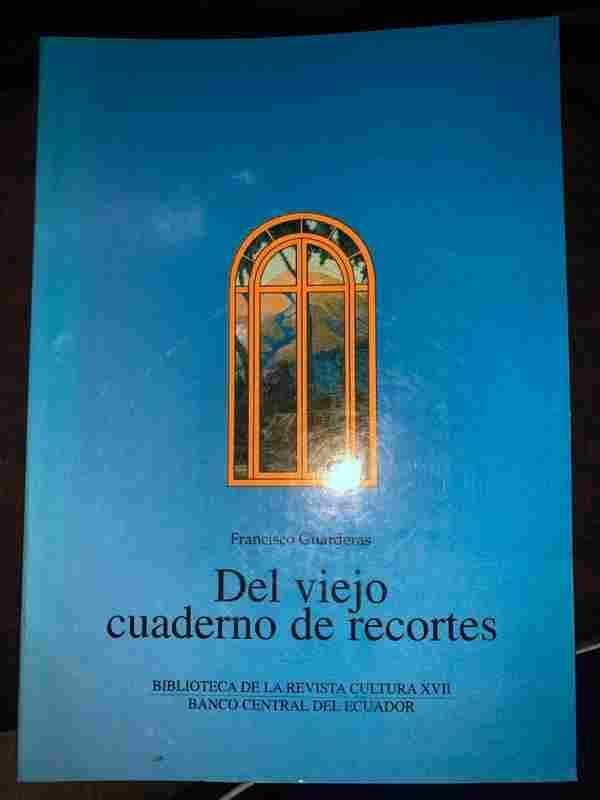 Francisco Guarderas
Del viejo
cuaderno de recortes
BIBLIOTECA DE LA REVISTA CULTURA XVII
BANCO CENTRAL DEL ECUADOR